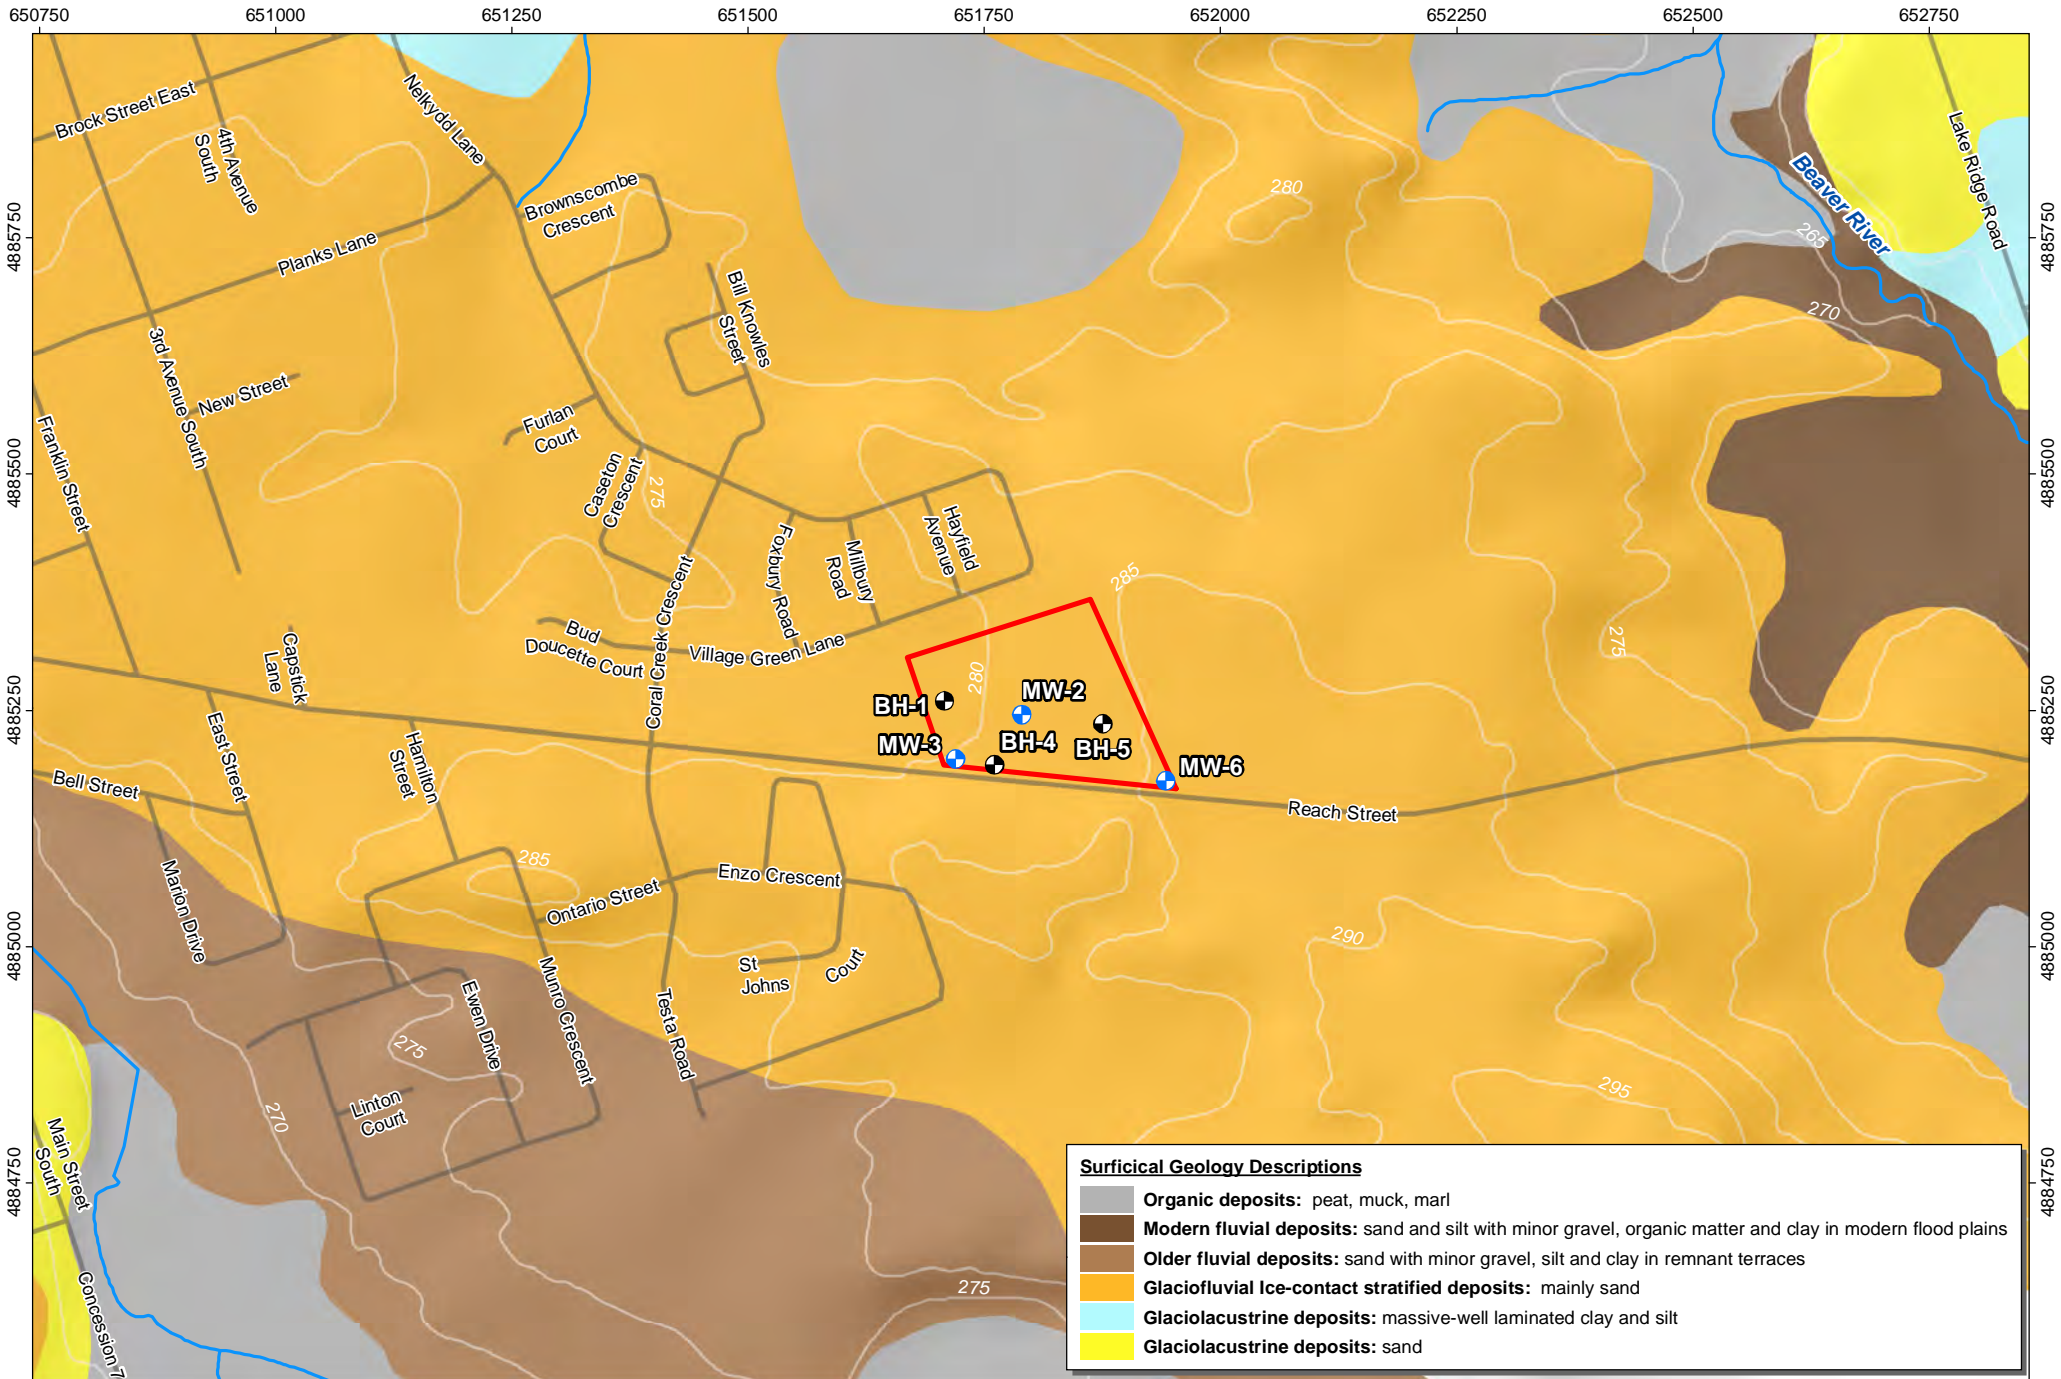 650750 651000 651250 651500 651750 652000 652250 652500 652750
Brock Street East
4th Avenue
South
Nelkydd Lane
Brownscombe
Crescent
Planks Lane
280
Lake Ridge Road
Beaver River
265
4885750
4885750
Bill Knowles
Street
3rd Avenue South
New Street
Furlan
Court
270
Franklin Street
Caseton
Crescent
275
4885500
4885500
Foxbury Road
Millbury
Road
Hayfield
Avenue
285
Capstick
Lane
Bud
Doucette Court
Coral Creek Crescent
Village Green Lane
280
275
BH-1
MW-2
MW-3
BH-4
BH-5
MW-6
4885250
4885250
East Street
Hamilton
Street
Bell Street
Reach Street
Marion Drive
285
Ontario Street
Enzo Crescent
St
Johns
Court
290
4885000
4885000
Ewen Drive
Munro Crescent
Testa Road
275
270
Linton
Court
295
Main Street
South
4884750
4884750
Concession 7
275
Surficical Geology Descriptions
Organic deposits: peat, muck, marl
Modern fluvial deposits: sand and silt with minor gravel, organic matter and clay in modern flood plains
Older fluvial deposits: sand with minor gravel, silt and clay in remnant terraces
Glaciofluvial Ice-contact stratified deposits: mainly sand
Glaciolacustrine deposits: massive-well laminated clay and silt
Glaciolacustrine deposits: sand